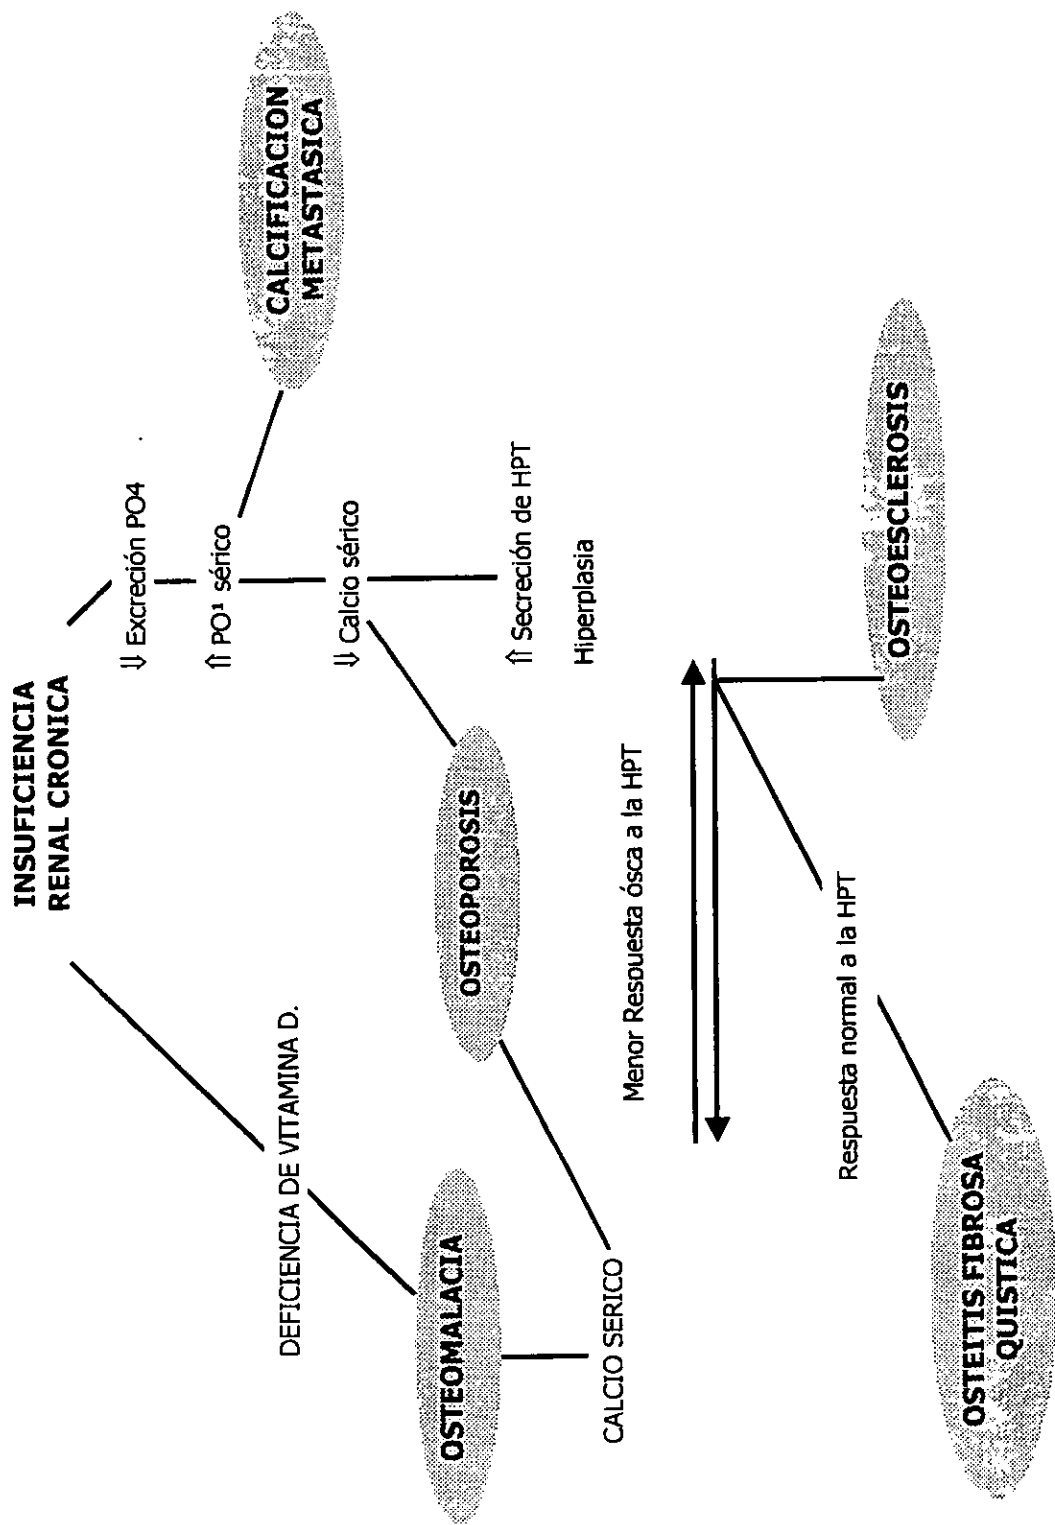 INSUFICIENCIA
RENAL CRONICA
⇓ Excreción PO4
⇑ PO¹ sérico
CALCIFICACION
METASTASICA
⇓ Calcio sérico
⇑ Secreción de HPT
Hiperplasia
DEFICIENCIA DE VITAMINA D.
OSTEOMALACIA
OSTEOPOROSIS
CALCIO SERICO
Menor Respuesta ósca a la HPT
Respuesta normal a la HPT
OSTEOESCLEROSIS
OSTEITIS FIBROSA
QUISTICA